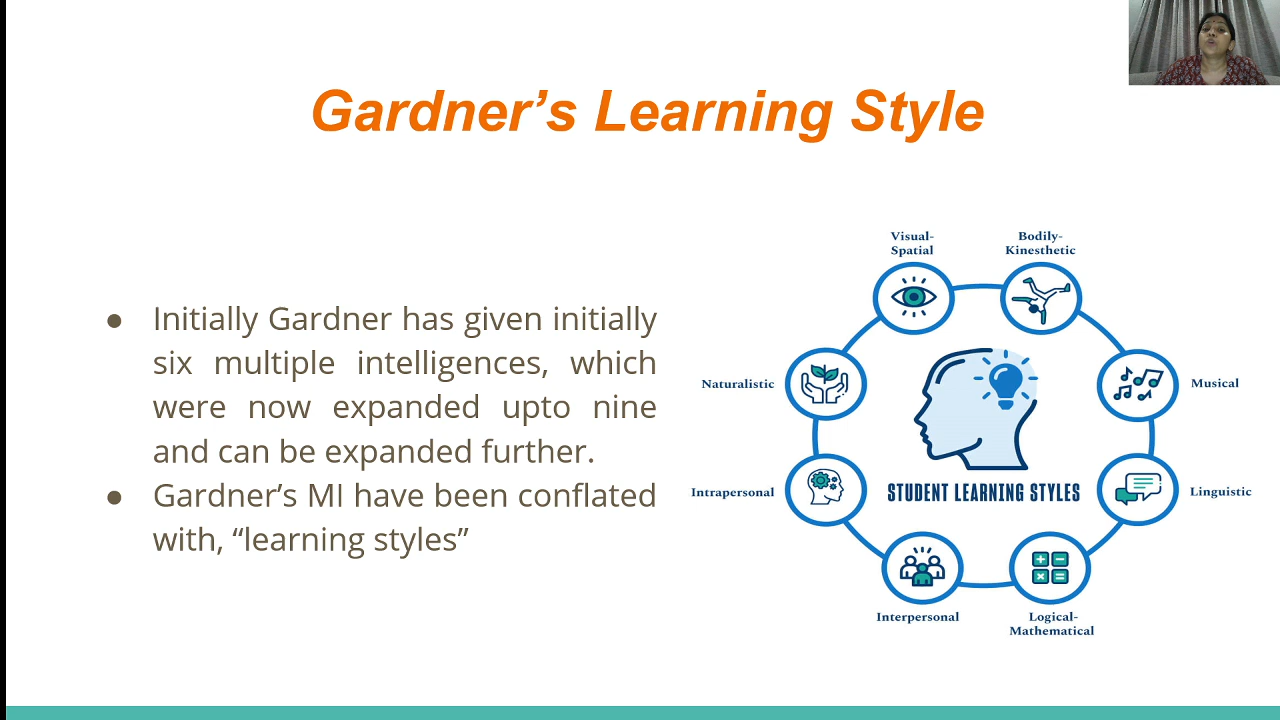 Gardner’s Learning Style
● Initially Gardner has given initially
six multiple intelligences, which
were now expanded upto nine
and can be expanded further.
● Gardner’s MI have been conflated
with, “learning styles”
Visual-
Spatial
Bodily-
Kinesthetic
Naturalistic
Musical
Intrapersonal
STUDENT LEARNING STYLES
Linguistic
Interpersonal
Logical-
Mathematical